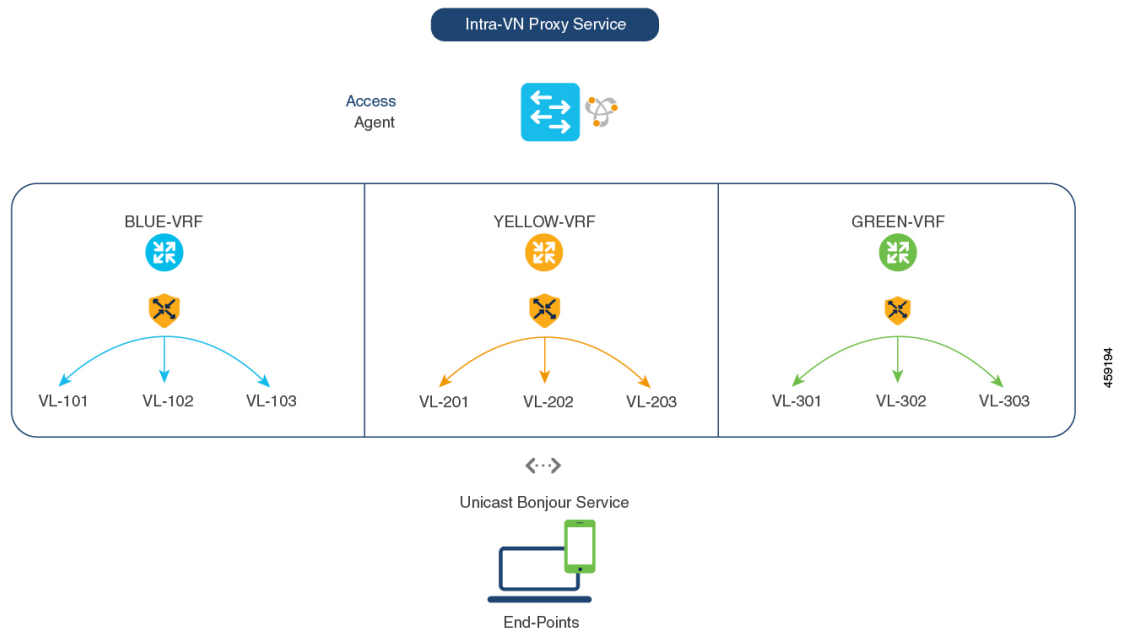 Intra-VN Proxy Service
Access
Agent
BLUE-VRF
YELLOW-VRF
GREEN-VRF
VL-101
VL-102
VL-103
VL-201
VL-202
VL-203
VL-301
VL-302
VL-303
459194
Unicast Bonjour Service
End-Points